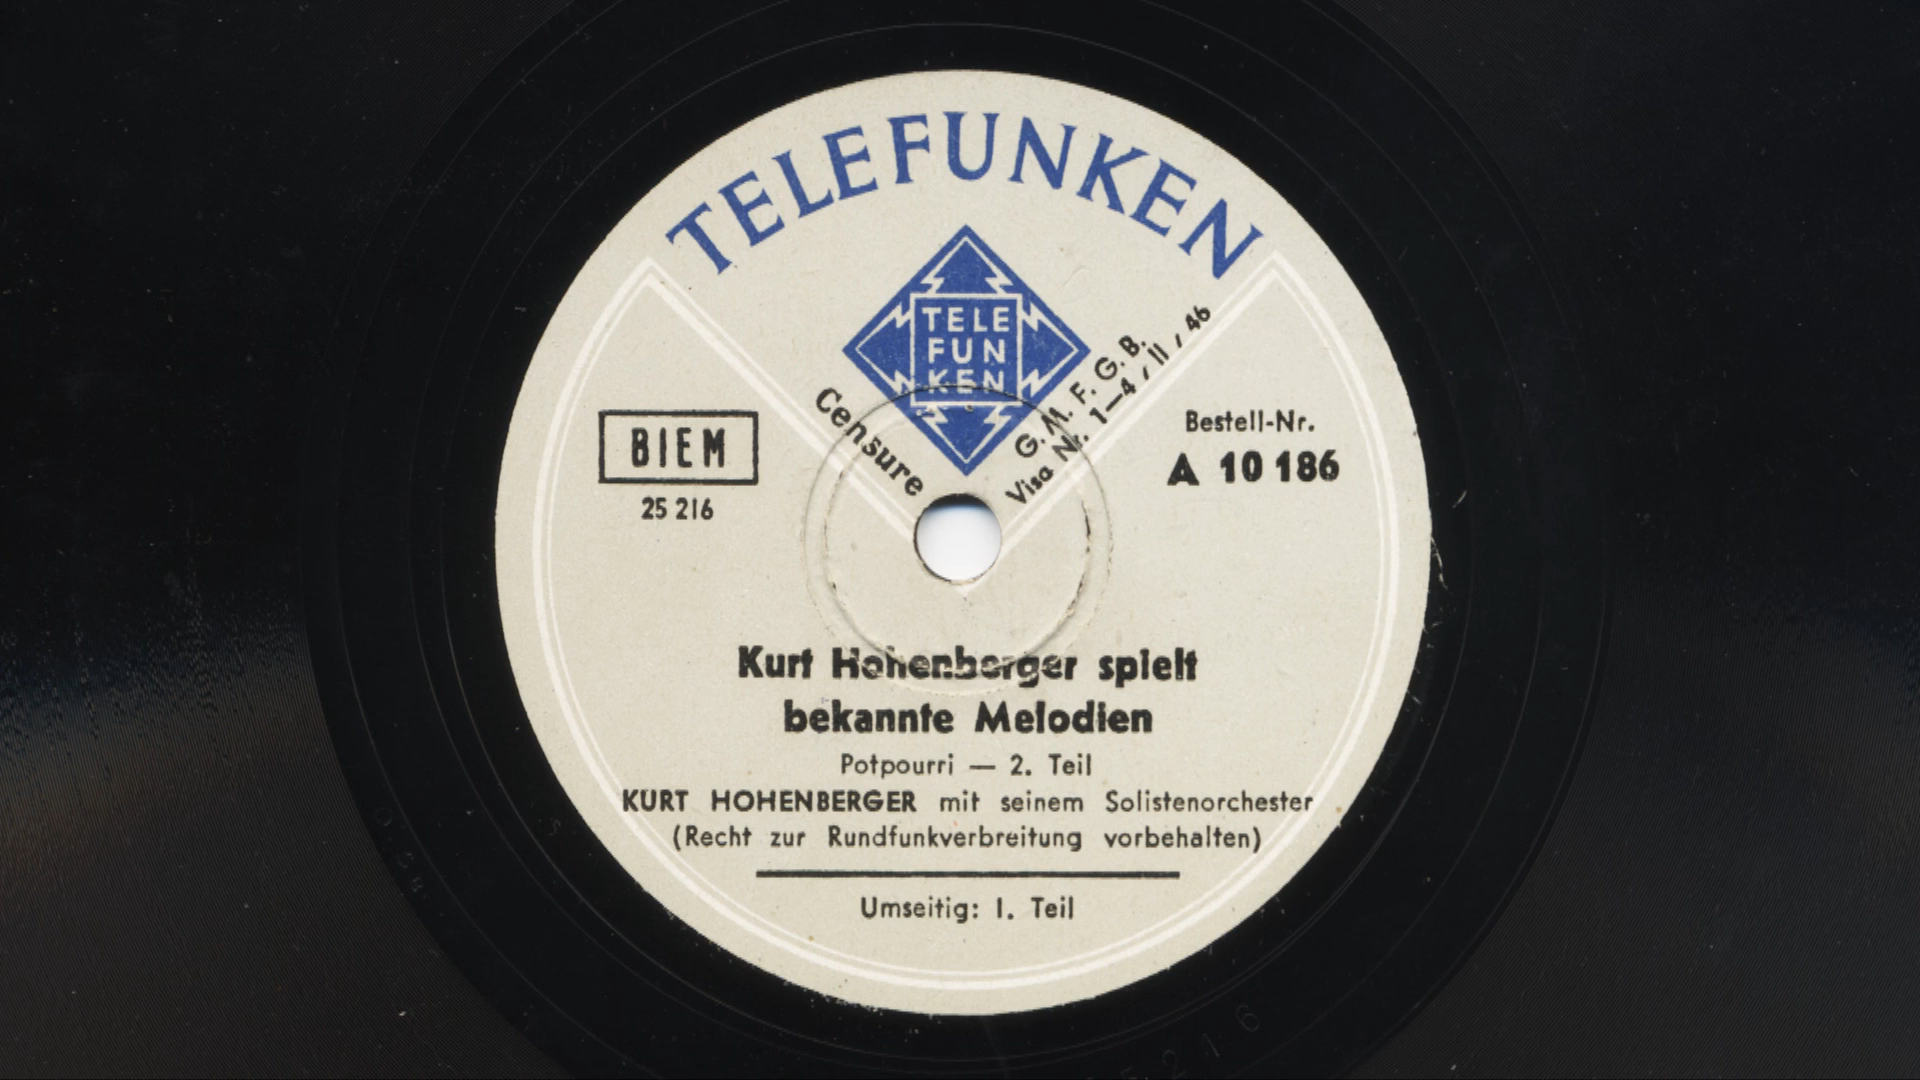 TELEFUNKEN
TELE
FUN
KEN
Censure
G. M. F. G. B.
Visa Nr. 1—4 / II / 46
BIEM
25 216
Bestell-Nr.
A 10 186
Kurt Hohenberger spielt
bekannte Melodien
Potpourri — 2. Teil
KURT HOHENBERGER mit seinem Solistenorchester
(Recht zur Rundfunkverbreitung vorbehalten)
Umseitig: 1. Teil